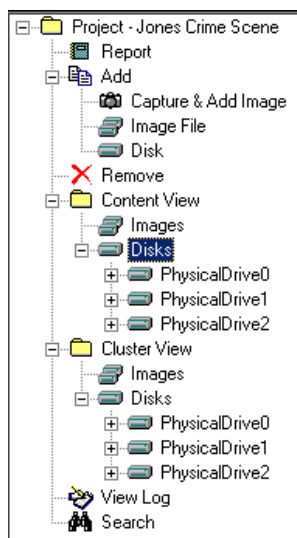 Project - Jones Crime Scene
Report
Add
Capture & Add Image
Image File
Disk
Remove
Content View
Images
Disks
PhysicalDrive0
PhysicalDrive1
PhysicalDrive2
Cluster View
Images
Disks
PhysicalDrive0
PhysicalDrive1
PhysicalDrive2
View Log
Search